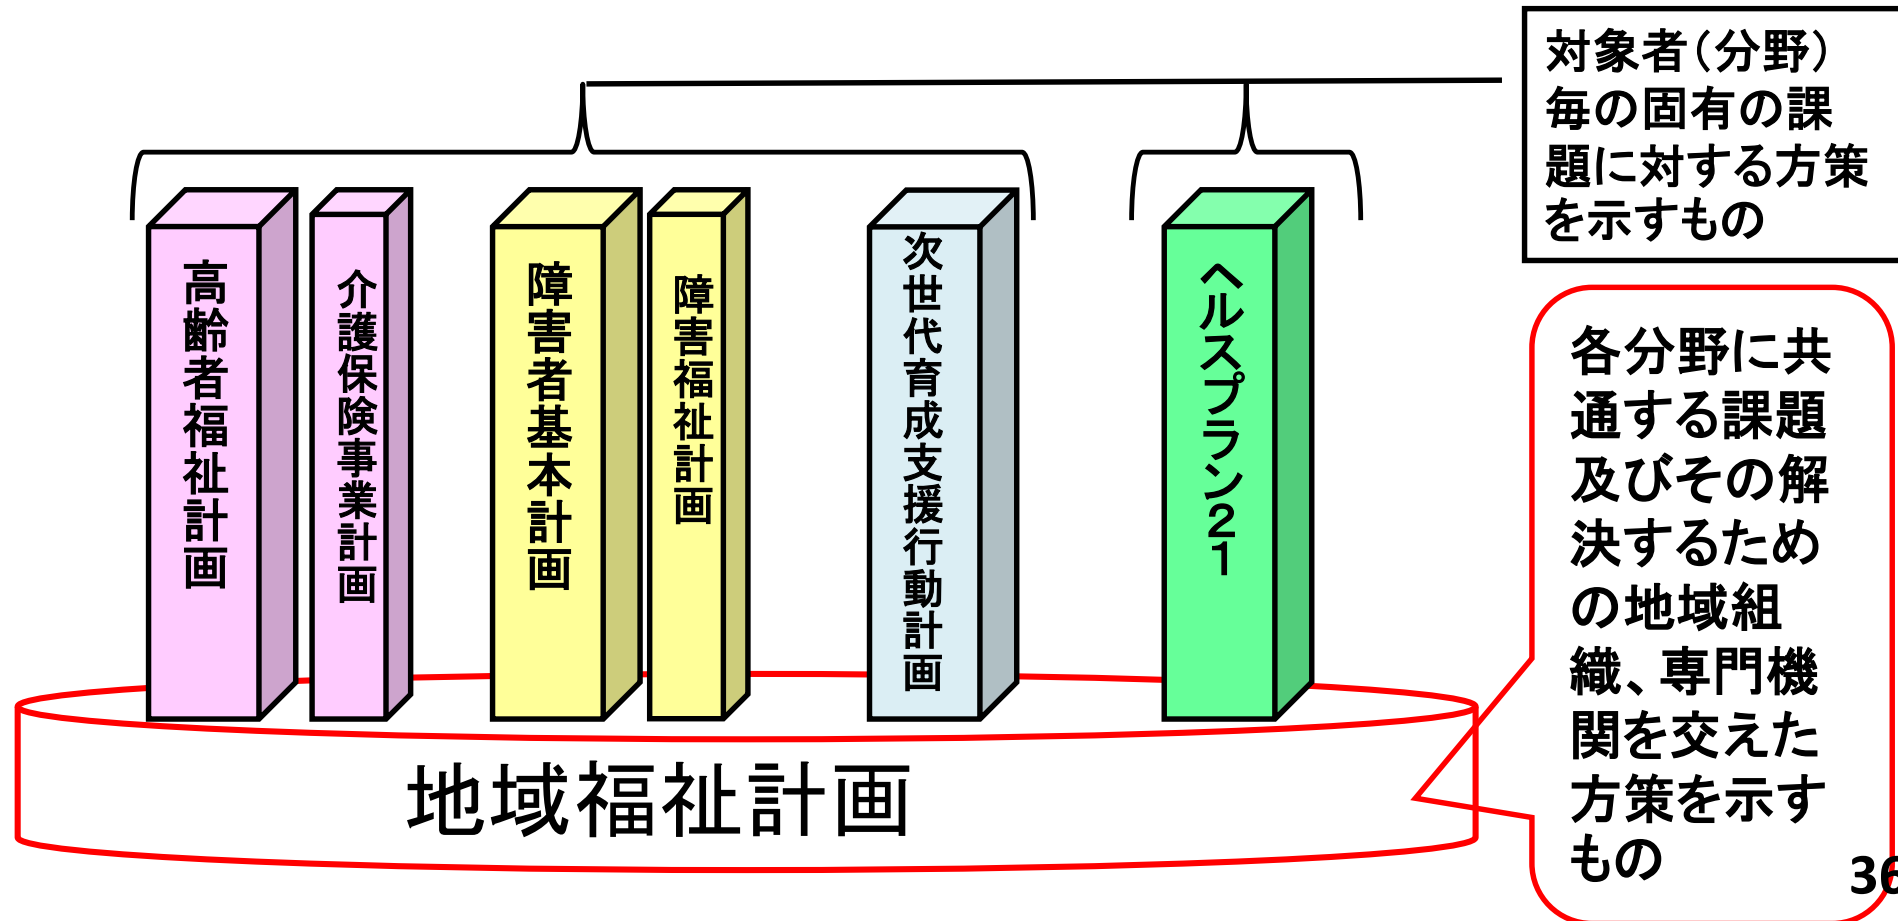 対象者（分野）
毎の固有の課
題に対する方策
を示すもの
高齢者福祉計画
介護保険事業計画
障害者基本計画
障害福祉計画
次世代育成支援行動計画
ヘルスプラン２１
各分野に共
通する課題
及びその解
決するため
の地域組
織、専門機
関を交えた
方策を示す
もの
地域福祉計画
36